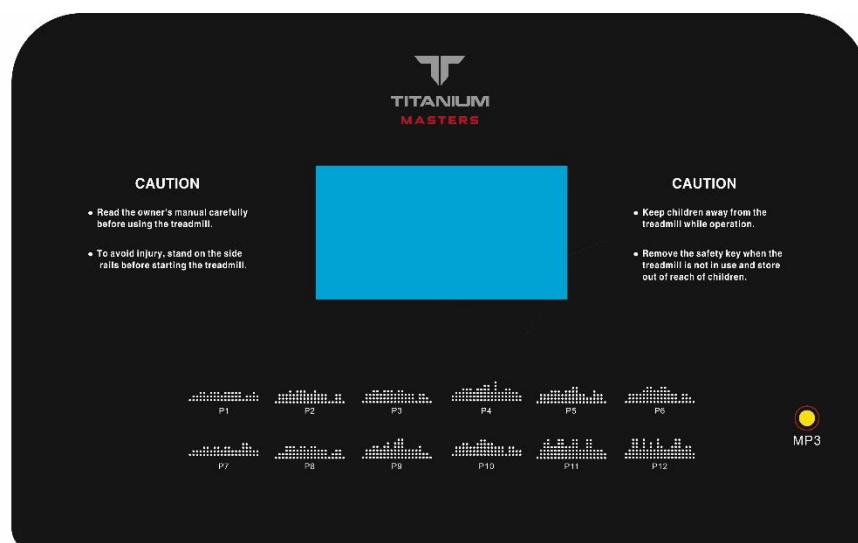 TITANIUM
MASTERS
CAUTION
• Read the owner's manual carefully
before using the treadmill.
• To avoid injury, stand on the side
rails before starting the treadmill.
CAUTION
• Keep children away from the
treadmill while operation.
• Remove the safety key when the
treadmill is not in use and store
out of reach of children.
P1 P2 P3 P4 P5 P6
P7 P8 P9 P10 P11 P12
MP3